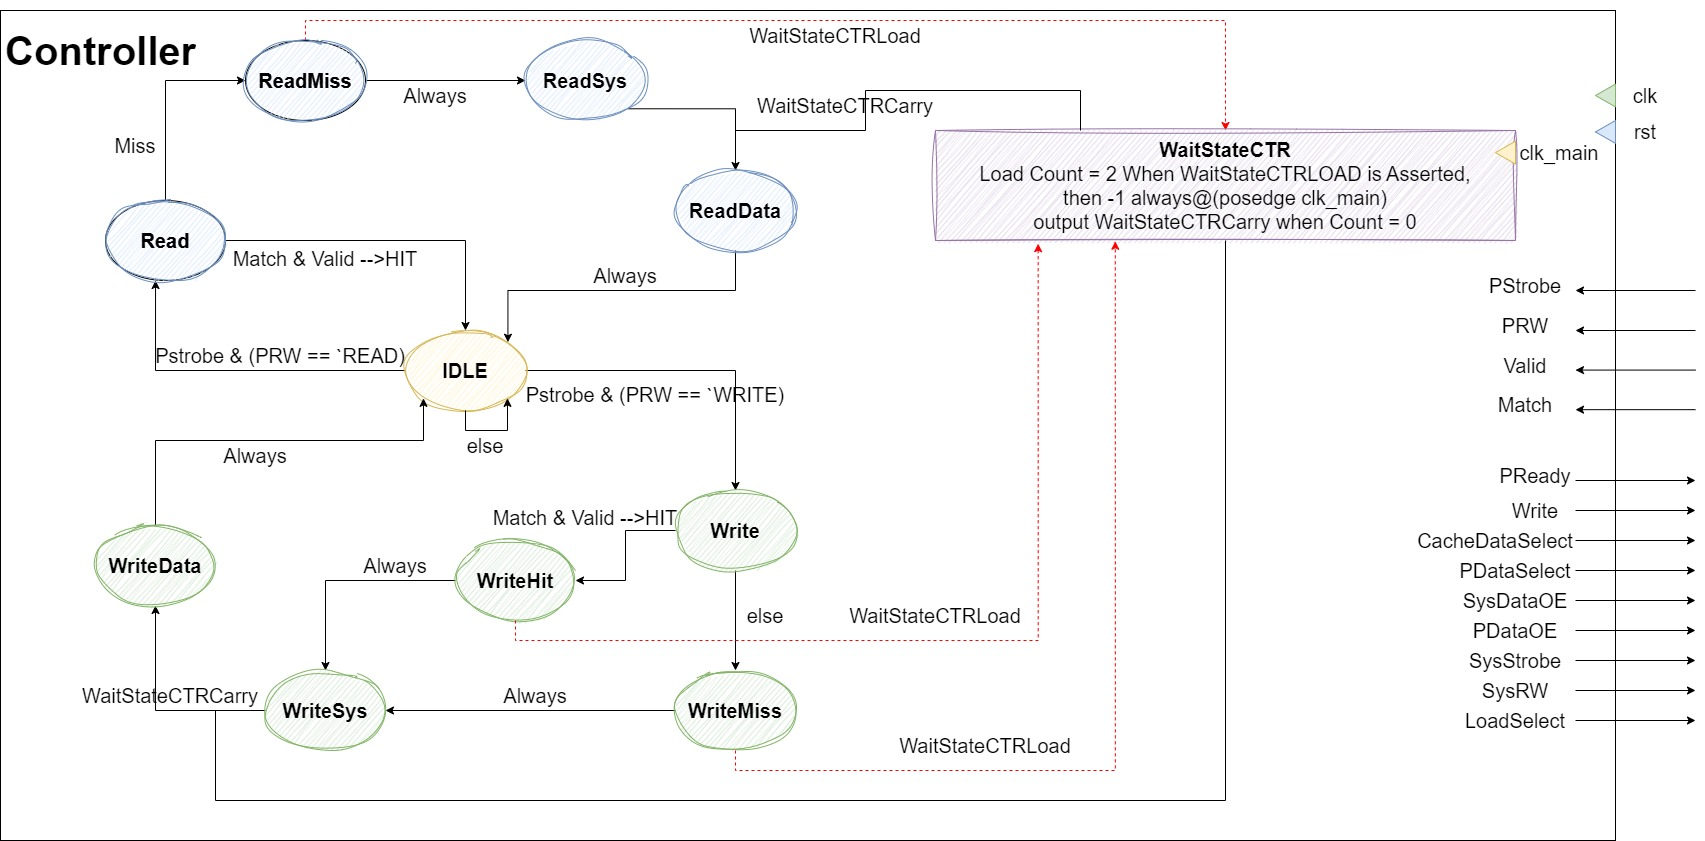 Controller
WaitStateCTRLoad
ReadMiss
Always
ReadSys
WaitStateCTRCarry
clk
rst
Miss
WaitStateCTR
clk_main
Load Count = 2 When WaitStateCTRLOAD is Asserted,
then -1 always@(posedge clk_main)
output WaitStateCTRCarry when Count = 0
Read
Match & Valid -->HIT
ReadData
Always
PStrobe
PRW
Valid
Match
Pstrobe & (PRW == `READ)
IDLE
Pstrobe & (PRW == `WRITE)
else
Always
PReady
Write
CacheDataSelect
PDataSelect
SysDataOE
PDataOE
SysStrobe
SysRW
LoadSelect
Match & Valid -->HIT
Write
WriteData
Always
WriteHit
else
WaitStateCTRLoad
WaitStateCTRCarry
WriteSys
Always
WriteMiss
WaitStateCTRLoad